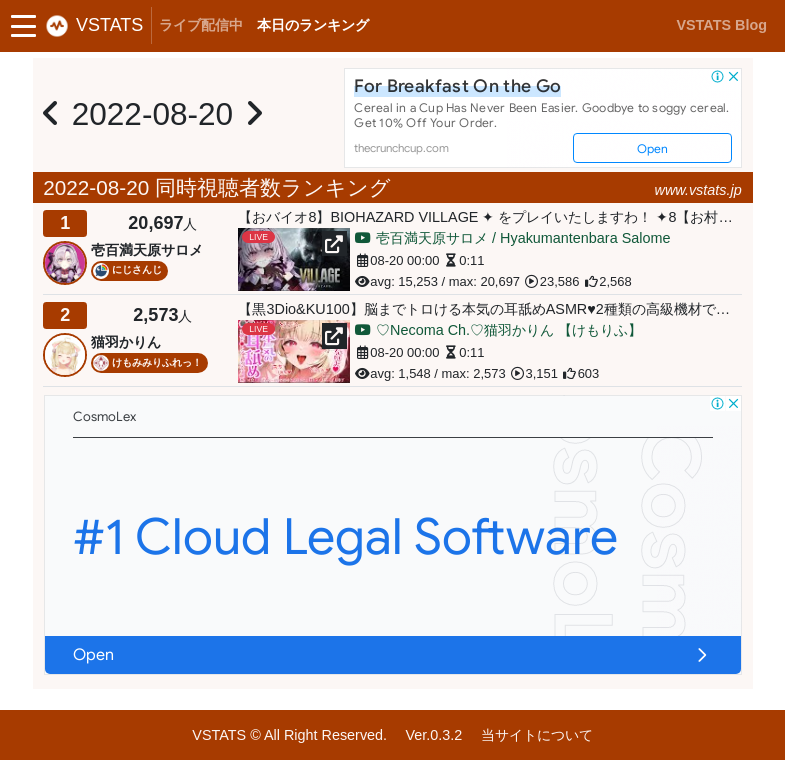 VSTATS ライブ配信中 本日のランキング VSTATS Blog
2022-08-20
For Breakfast On the Go
Cereal in a Cup Has Never Been Easier. Goodbye to soggy cereal.
Get 10% Off Your Order.
thecrunchcup.com Open
2022-08-20 同時視聴者数ランキング www.vstats.jp
1 20,697人
壱百満天原サロメ
にじさんじ
【おバイオ8】BIOHAZARD VILLAGE ✦ をプレイいたしますわ！ ✦8【お村…
LIVE
VILLAGE
壱百満天原サロメ / Hyakumantenbara Salome
08-20 00:00 0:11
avg: 15,253 / max: 20,697 23,586 2,568
2 2,573人
猫羽かりん
けもみみりふれっ！
【黒3Dio&KU100】脳までトロける本気の耳舐めASMR♥2種類の高級機材で…
LIVE
♡Necoma Ch.♡猫羽かりん 【けもりふ】
08-20 00:00 0:11
avg: 1,548 / max: 2,573 3,151 603
CosmoLex
#1 Cloud Legal Software
Open
VSTATS © All Right Reserved. Ver.0.3.2 当サイトについて